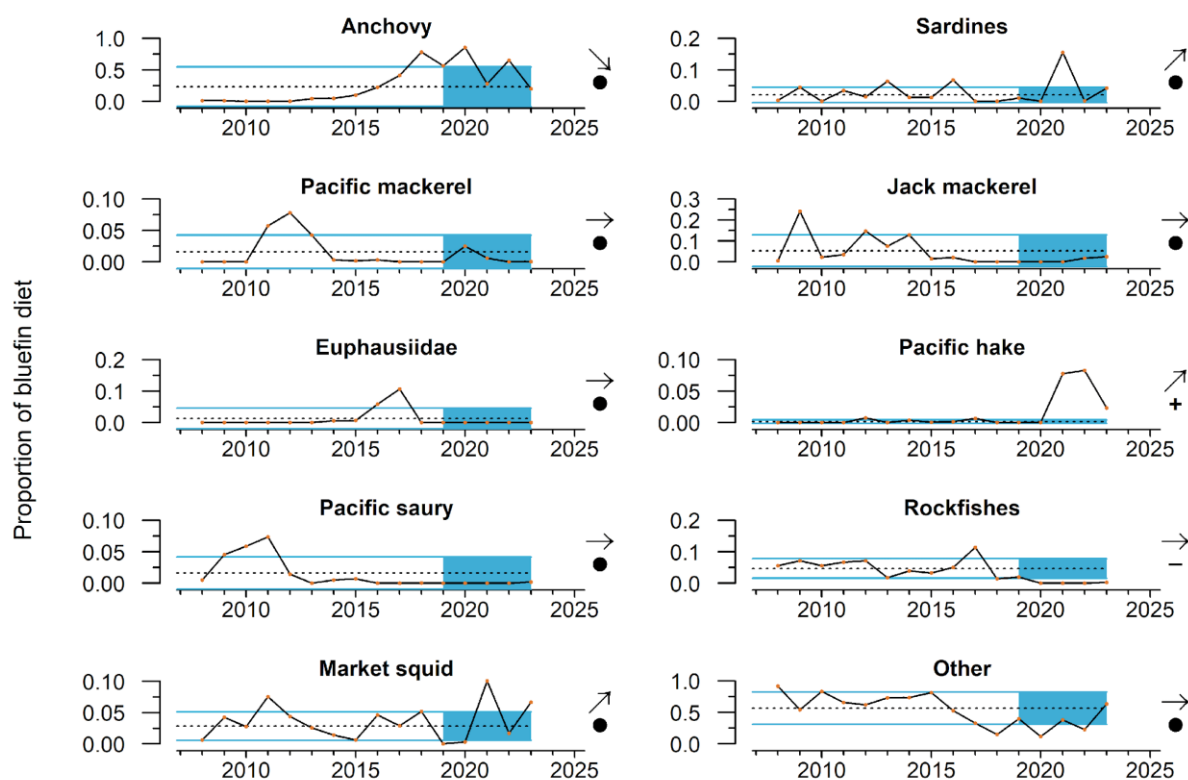 Proportion of bluefin diet
Anchovy
1.0
0.5
0.0
2010 2015 2020 2025
Sardines
0.2
0.1
0.0
2010 2015 2020 2025
Pacific mackerel
0.10
0.05
0.00
2010 2015 2020 2025
Jack mackerel
0.3
0.2
0.1
0.0
2010 2015 2020 2025
Euphausiidae
0.2
0.1
0.0
2010 2015 2020 2025
Pacific hake
0.10
0.05
0.00
2010 2015 2020 2025
+
Pacific saury
0.10
0.05
0.00
2010 2015 2020 2025
Rockfishes
0.2
0.1
0.0
2010 2015 2020 2025
–
Market squid
0.10
0.05
0.00
2010 2015 2020 2025
Other
1.0
0.5
0.0
2010 2015 2020 2025